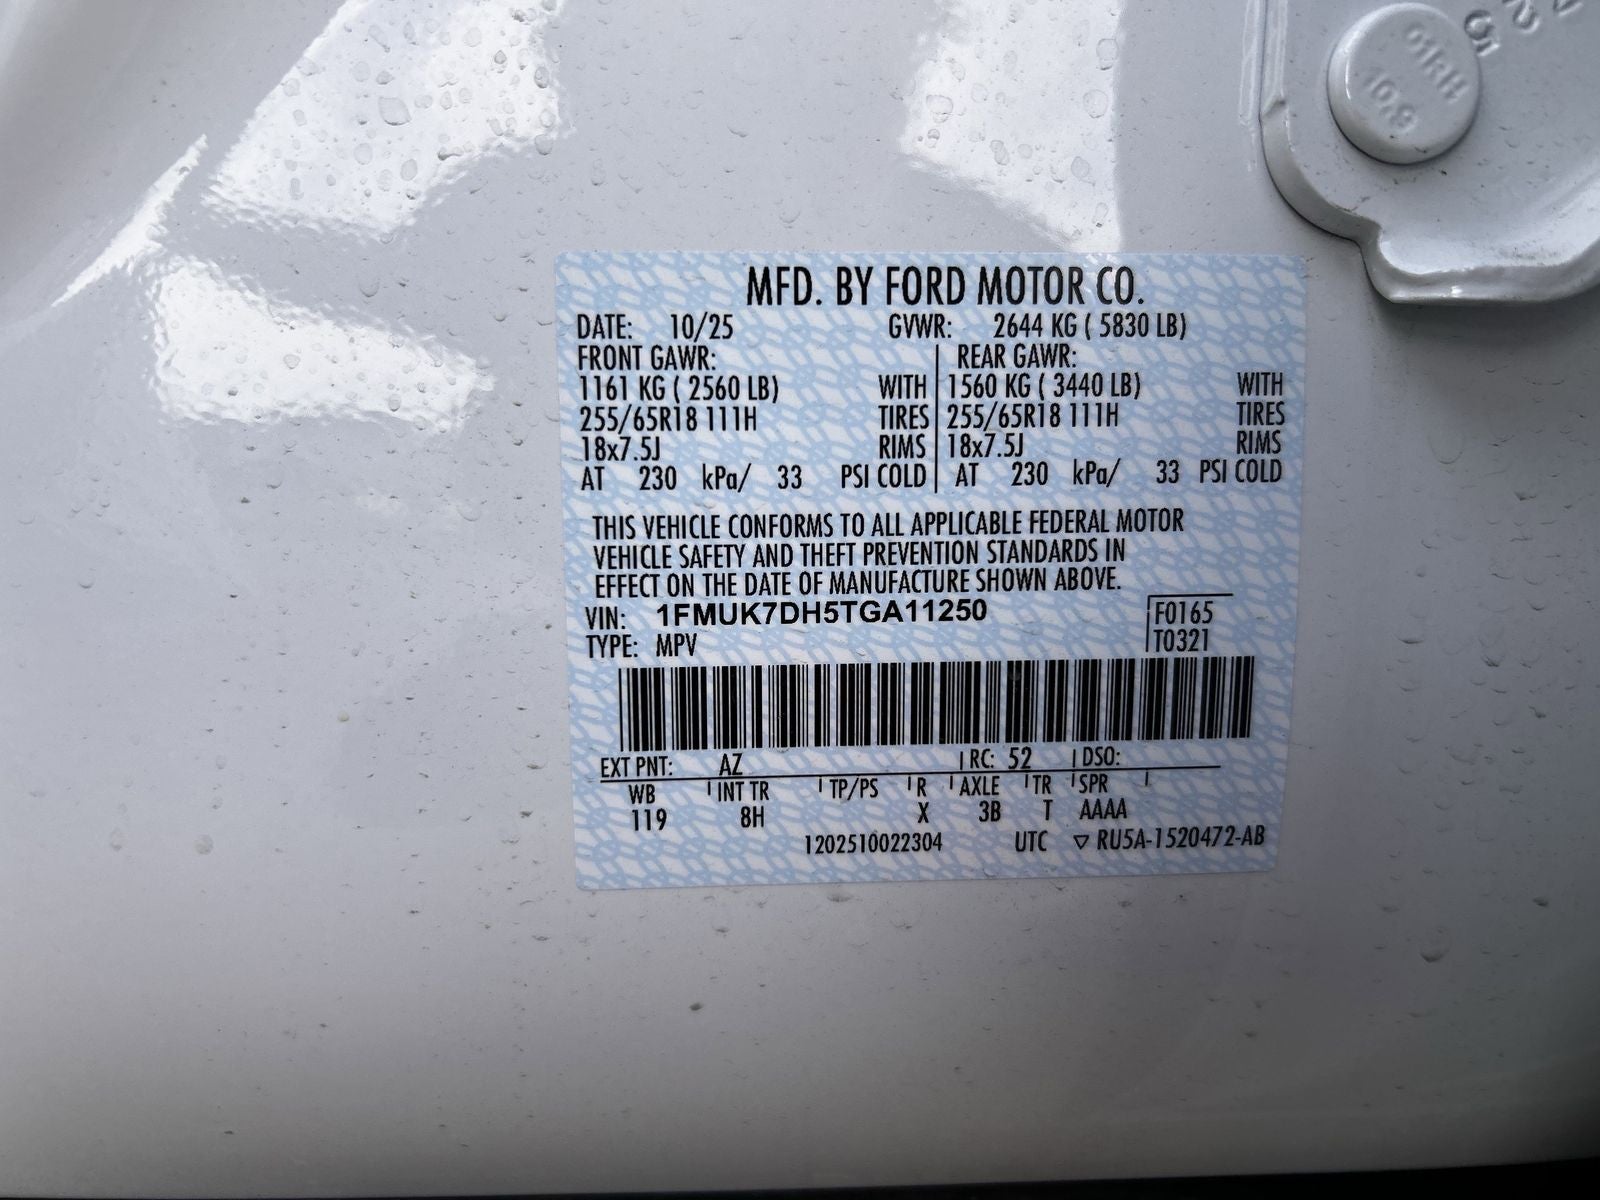 MFD. BY FORD MOTOR CO.
DATE: 10/25 GVWR: 2644 KG ( 5830 LB)
FRONT GAWR: REAR GAWR:
1161 KG ( 2560 LB) WITH 1560 KG ( 3440 LB) WITH
255/65R18 111H TIRES 255/65R18 111H TIRES
18x7.5J RIMS 18x7.5J RIMS
AT 230 kPa/ 33 PSI COLD AT 230 kPa/ 33 PSI COLD
THIS VEHICLE CONFORMS TO ALL APPLICABLE FEDERAL MOTOR
VEHICLE SAFETY AND THEFT PREVENTION STANDARDS IN
EFFECT ON THE DATE OF MANUFACTURE SHOWN ABOVE.
VIN: 1FMUK7DH5TGA11250 F0165
TYPE: MPV T0321
EXT PNT: AZ RC: 52 DSO:
WB INT TR TP/PS R AXLE TR SPR
119 8H X 3B T AAAA
1202510022304 UTC ▽ RU5A-1520472-AB
01RH
10.9